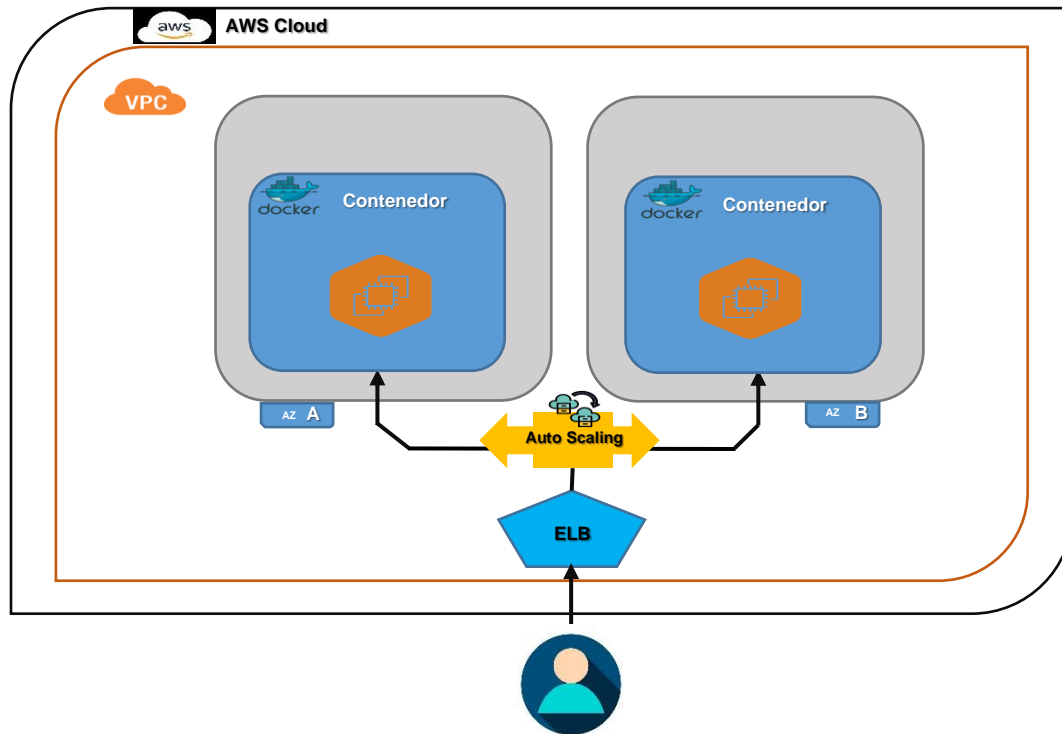 aws
AWS Cloud
VPC
docker
Contenedor
docker
Contenedor
AZ A
AZ B
Auto Scaling
ELB